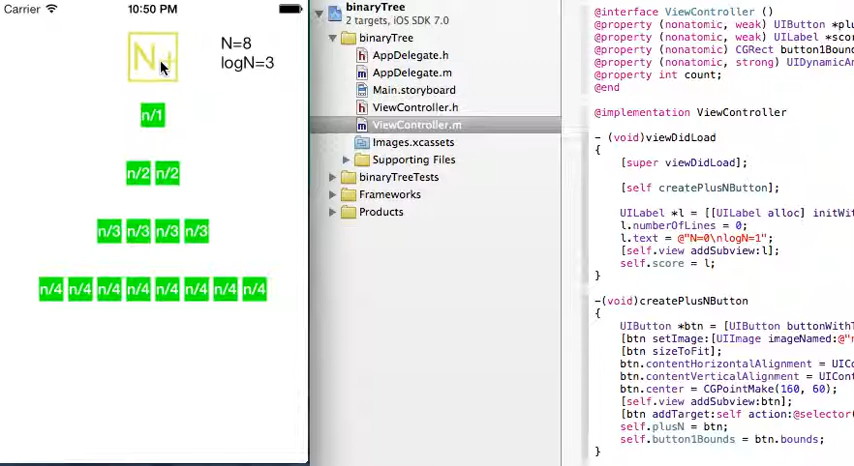 Carrier 10:50 PM
N+
N=8
logN=3
n/1
n/2 n/2
n/3 n/3 n/3 n/3
n/4 n/4 n/4 n/4 n/4 n/4 n/4 n/4
binaryTree
2 targets, iOS SDK 7.0
binaryTree
h AppDelegate.h
m AppDelegate.m
Main.storyboard
h ViewController.h
m ViewController.m
Images.xcassets
Supporting Files
binaryTreeTests
Frameworks
Products
@interface ViewController ()
@property (nonatomic, weak) UIButton *plu
@property (nonatomic, weak) UILabel *scor
@property (nonatomic) CGRect button1Boun
@property (nonatomic, strong) UIDynamicAn
@property int count;
@end
@implementation ViewController
- (void)viewDidLoad
{
[super viewDidLoad];
[self createPlusNButton];
UILabel *l = [[UILabel alloc] initWit
l.numberOfLines = 0;
l.text = @"N=0\nlogN=1";
[self.view addSubview:l];
self.score = l;
}
-(void)createPlusNButton
{
UIButton *btn = [UIButton buttonWithT
[btn setImage:[UIImage imageNamed:@"n
[btn sizeToFit];
btn.contentHorizontalAlignment = UICo
btn.contentVerticalAlignment = UICont
btn.center = CGPointMake(160, 60);
[self.view addSubview:btn];
[btn addTarget:self action:@selector(
self.plusN = btn;
self.button1Bounds = btn.bounds;
}